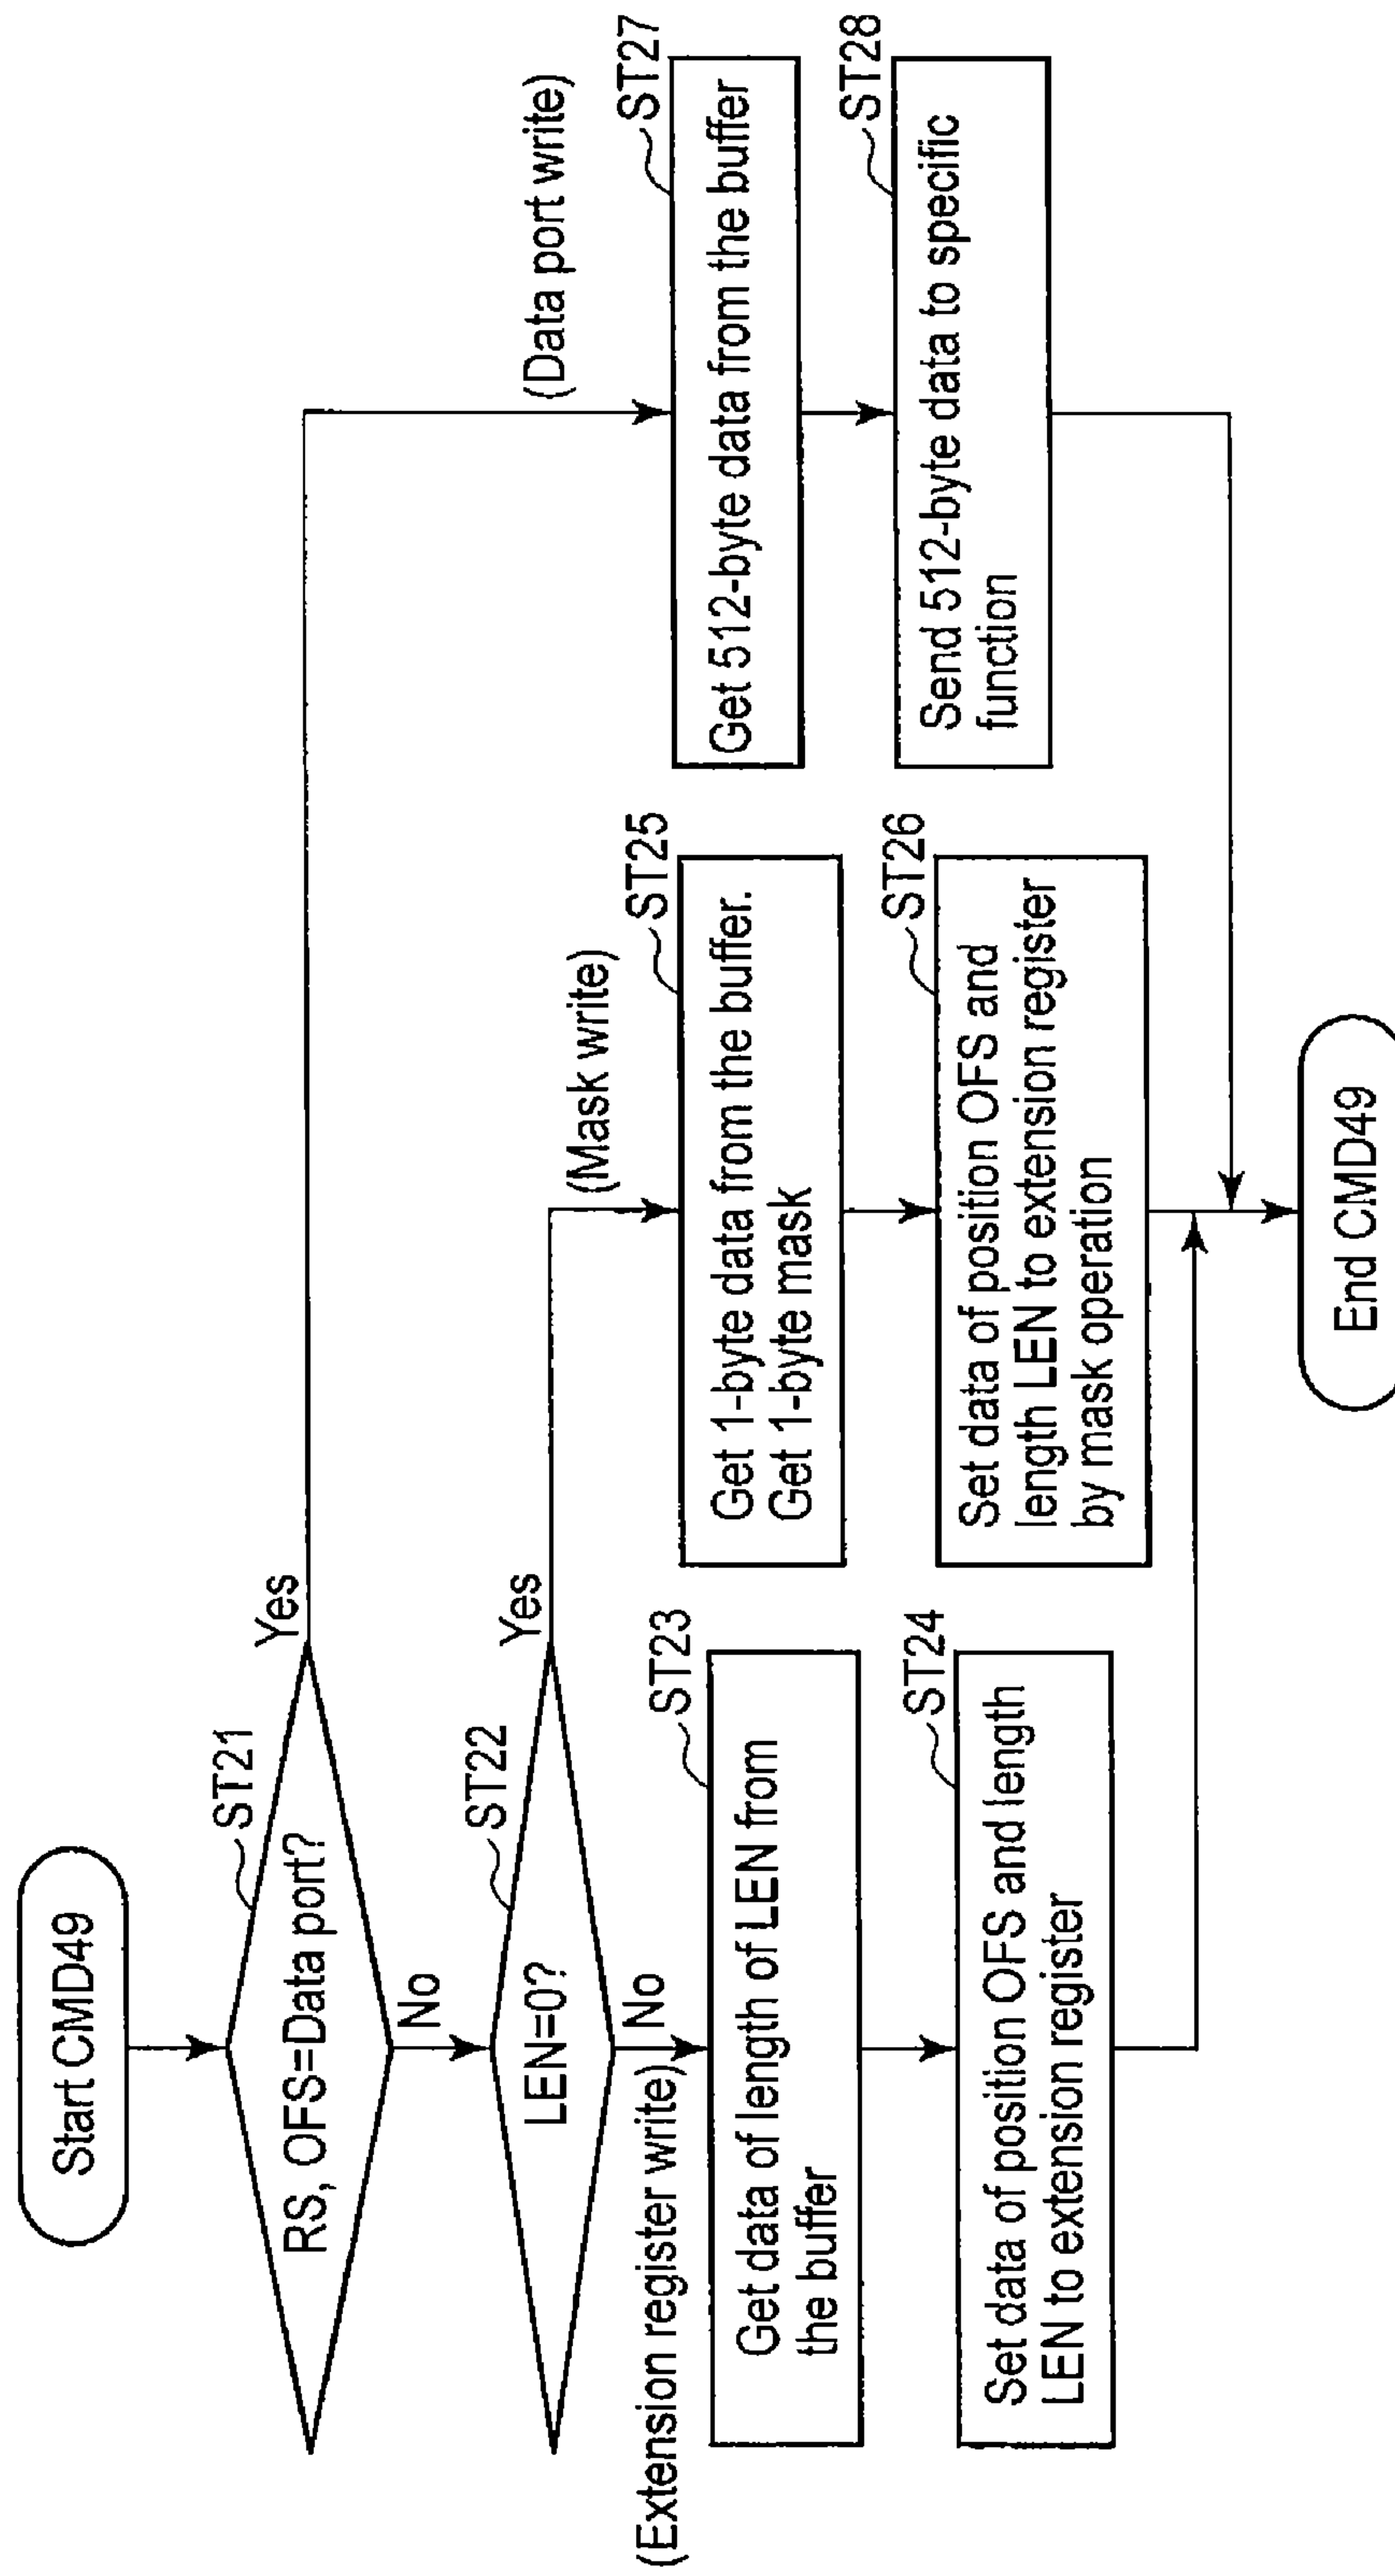 Start CMD49
ST21
RS, OFS=Data port?
Yes
No
ST22
LEN=0?
Yes
No
(Extension register write)
ST23
Get data of length of LEN from
the buffer
ST24
Set data of position OFS and length
LEN to extension register
(Mask write)
ST25
Get 1-byte data from the buffer.
Get 1-byte mask
ST26
Set data of position OFS and
length LEN to extension register
by mask operation
(Data port write)
ST27
Get 512-byte data from the buffer
ST28
Send 512-byte data to specific
function
End CMD49